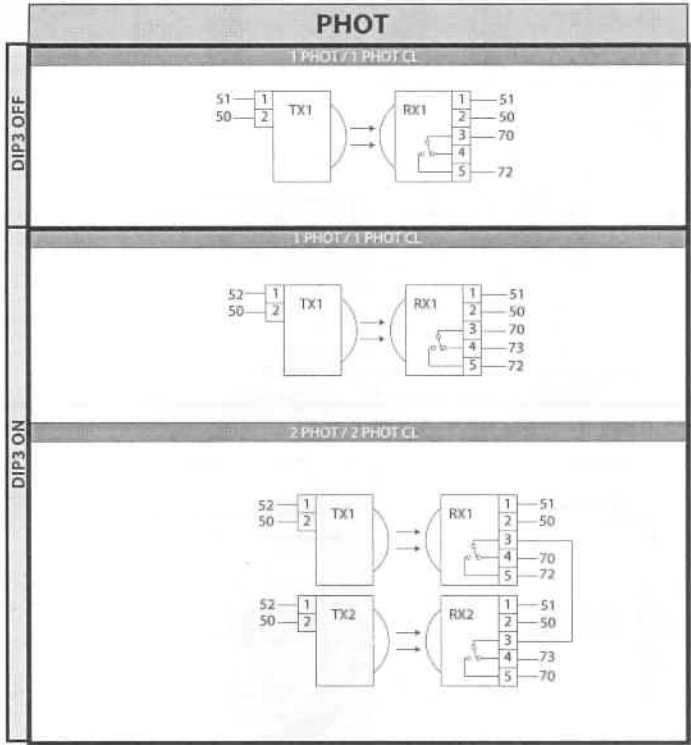 PHOT
DIP3 OFF
1 PHOT / 1 PHOT CL
51 1 TX1 RX1 1 51
50 2 2 50
3 70
4
5 72
DIP3 ON
1 PHOT / 1 PHOT CL
52 1 TX1 RX1 1 51
50 2 2 50
3 70
4 73
5 72
2 PHOT / 2 PHOT CL
52 1 TX1 RX1 1 51
50 2 2 50
3
4 70
5 72
52 1 TX2 RX2 1 51
50 2 2 50
3
4 73
5 70